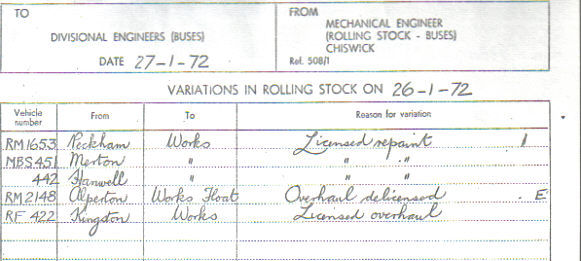 TO
DIVISIONAL ENGINEERS (BUSES)
DATE 27-1-72
FROM
MECHANICAL ENGINEER
(ROLLING STOCK - BUSES)
CHISWICK
Ref. 508/1
VARIATIONS IN ROLLING STOCK ON 26-1-72
Vehicle number From To Reason for variation
RM1653 Peckham Works Licensed repaint 1
MBS451 Merton " " "
442 Hanwell " " "
RM2148 Alperton Works Float Overhaul delicensed . E
RF 422 Kingston Works Licensed overhaul